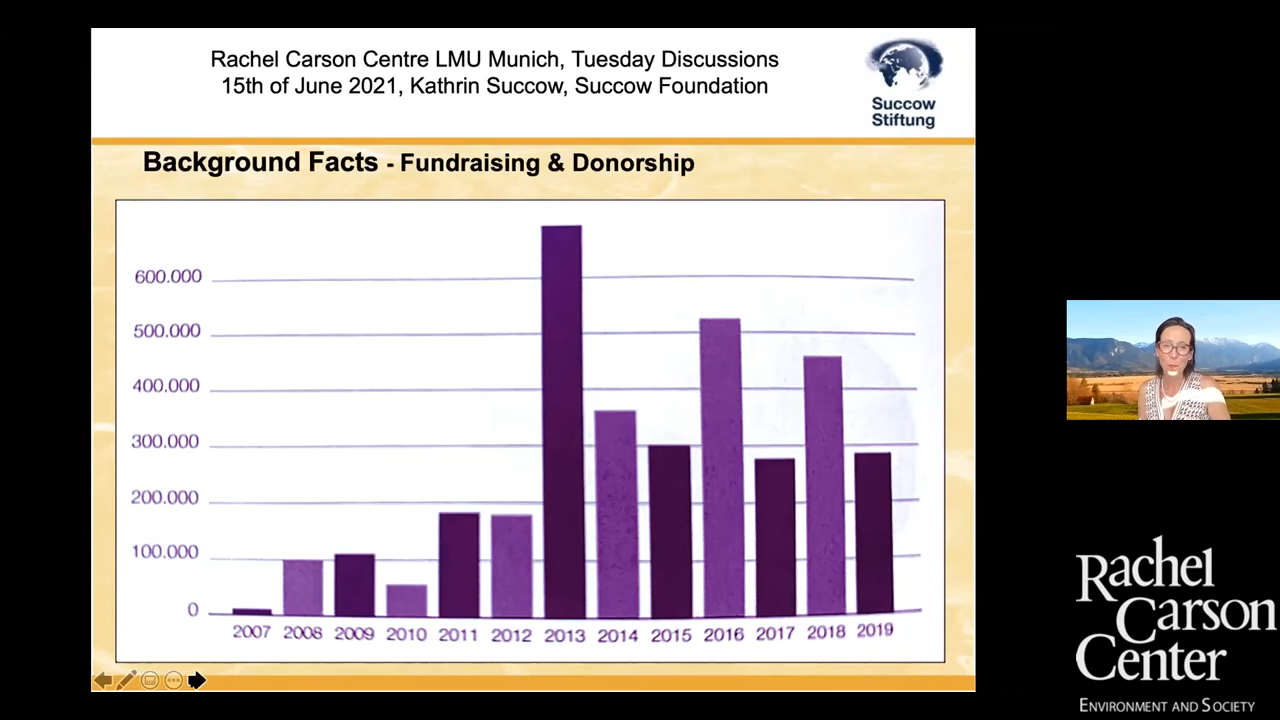 Rachel Carson Centre LMU Munich, Tuesday Discussions
15th of June 2021, Kathrin Succow, Succow Foundation
Succow
Stiftung
Background Facts - Fundraising & Donorship
600.000
500.000
400.000
300.000
200.000
100.000
0
2007 2008 2009 2010 2011 2012 2013 2014 2015 2016 2017 2018 2019
Rachel
Carson
Center
ENVIRONMENT AND SOCIETY